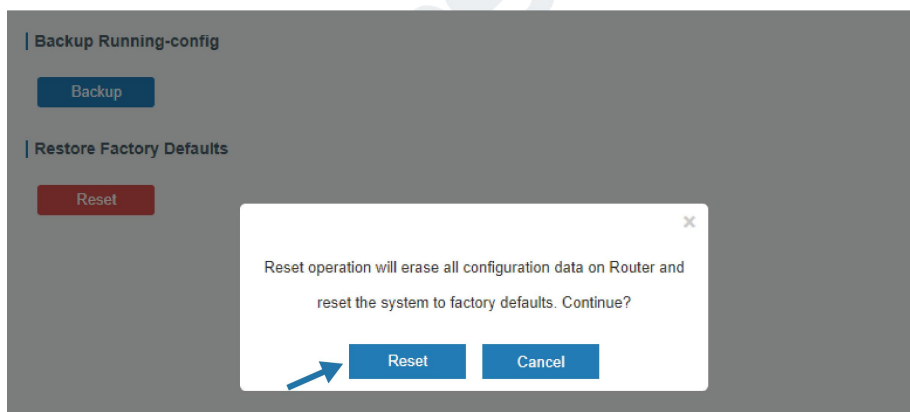 Backup Running-config
Backup
Restore Factory Defaults
Reset
×
Reset operation will erase all configuration data on Router and
reset the system to factory defaults. Continue?
Reset Cancel